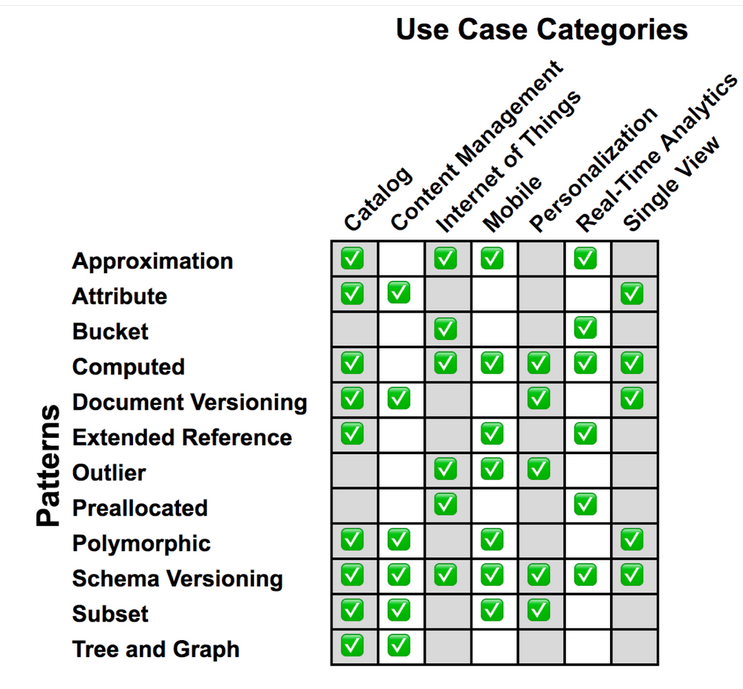 Use Case Categories
Catalog
Content Management
Internet of Things
Mobile
Personalization
Real-Time Analytics
Single View
Patterns
Approximation
Attribute
Bucket
Computed
Document Versioning
Extended Reference
Outlier
Preallocated
Polymorphic
Schema Versioning
Subset
Tree and Graph